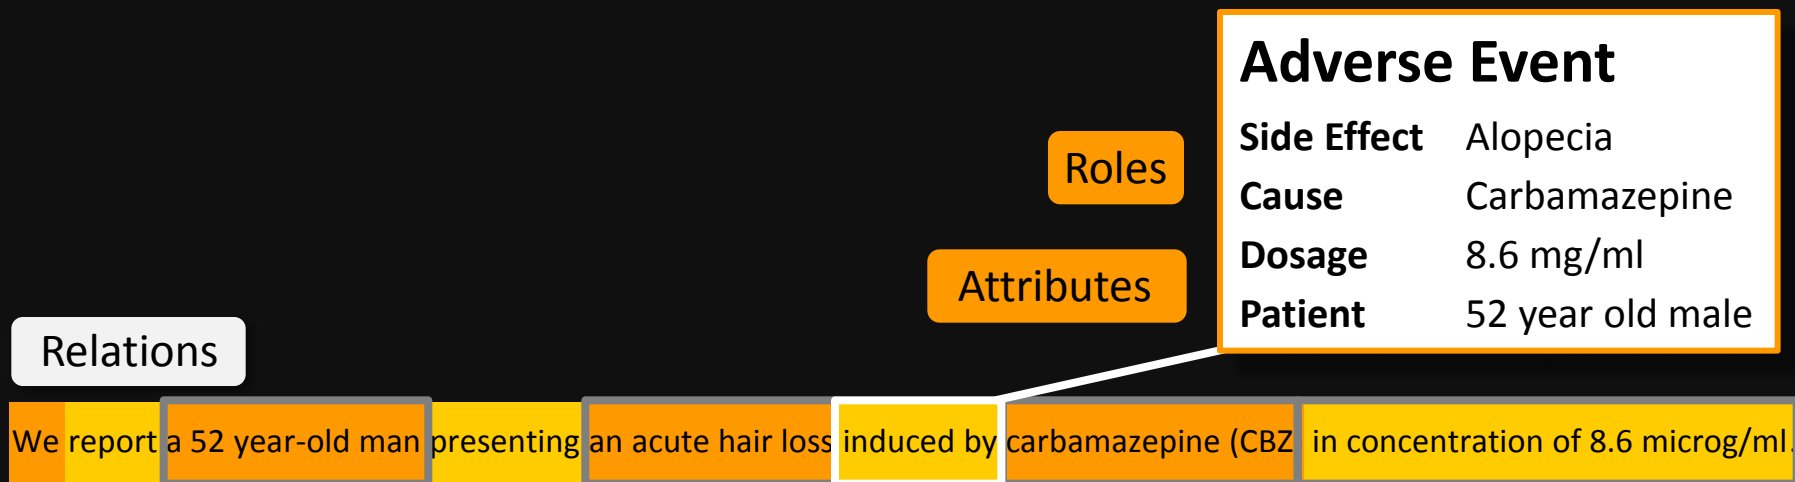 Adverse Event
Side Effect Alopecia
Roles
Cause Carbamazepine
Dosage 8.6 mg/ml
Attributes
Patient 52 year old male
Relations
We report a 52 year-old man presenting an acute hair loss induced by carbamazepine (CBZ in concentration of 8.6 microg/ml.